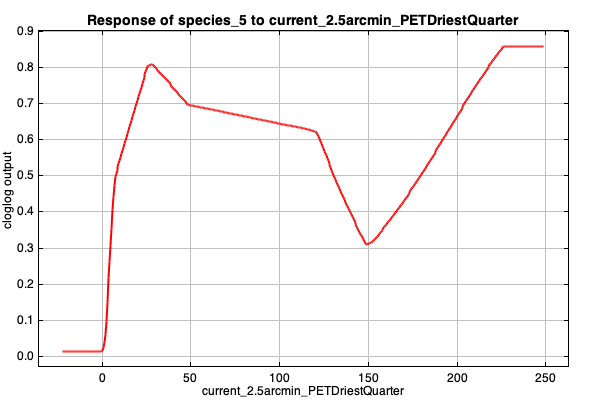 Response of species_5 to current_2.5arcmin_PETDriestQuarter
0.9
0.8
0.7
0.6
0.5
0.4
0.3
0.2
0.1
0.0
cloglog output
0 50 100 150 200 250
current_2.5arcmin_PETDriestQuarter